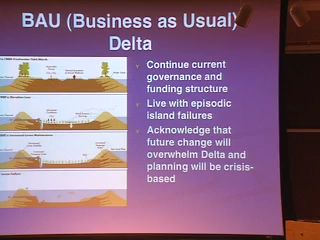 BAU (Business as Usual)
Delta
Continue current
governance and
funding structure
Live with episodic
island failures
Acknowledge that
future change will
overwhelm Delta and
planning will be crisis-
based